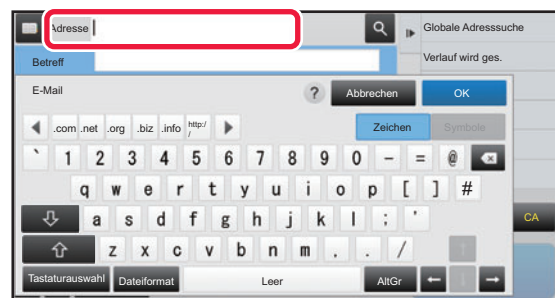 Adresse
Globale Adresssuche
Betreff
Verlauf wird ges.
E-Mail
?
Abbrechen
OK
.com .net .org .biz .info http:/
/
Zeichen
Symbole
` 1 2 3 4 5 6 7 8 9 0 - = @
q w e r t y u i o p [ ] #
a s d f g h j k l ; '
CA
z x c v b n m . . /
Tastaturauswahl
Dateiformat
Leer
AltGr